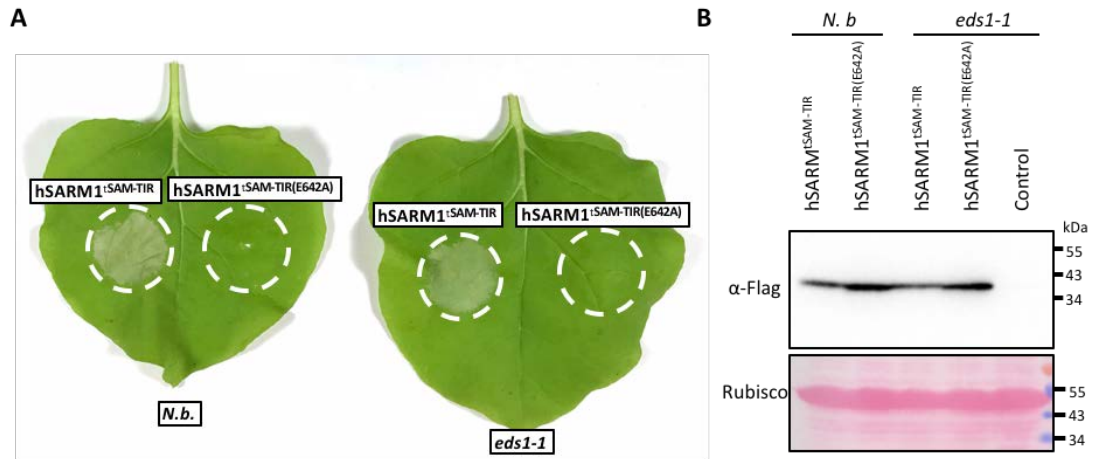 A
hSARM1tSAM-TIR
hSARM1tSAM-TIR(E642A)
hSARM1tSAM-TIR
hSARM1tSAM-TIR(E642A)
N.b.
eds1-1
B
N. b
eds1-1
hSARMtSAM-TIR
hSARM1tSAM-TIR(E642A)
hSARM1tSAM-TIR
hSARM1tSAM-TIR(E642A)
Control
kDa
55
43
34
α-Flag
Rubisco
55
43
34